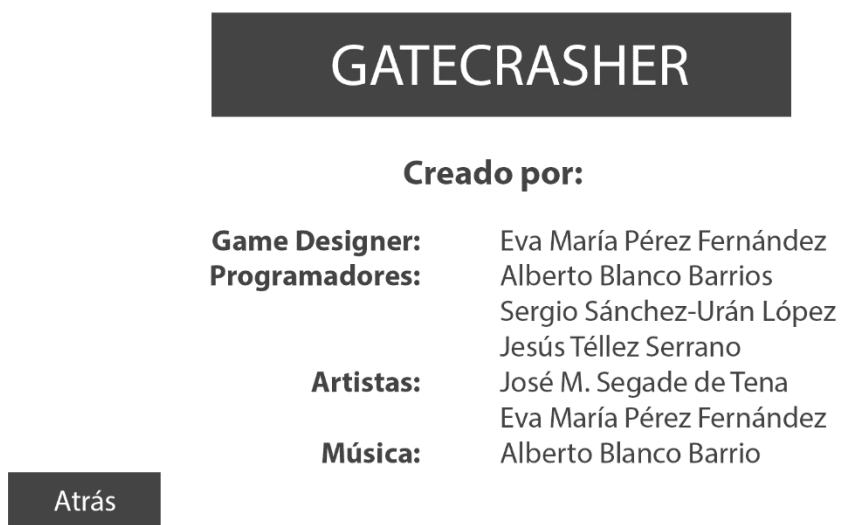 GATECRASHER
Creado por:
Game Designer: Eva María Pérez Fernández
Programadores: Alberto Blanco Barrios
Sergio Sánchez-Urán López
Jesús Téllez Serrano
Artistas: José M. Segade de Tena
Eva María Pérez Fernández
Música: Alberto Blanco Barrio
Atrás